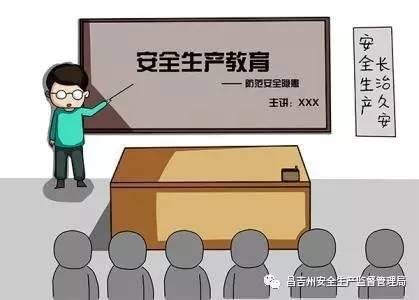 安全生产教育
——防范安全隐患
主讲：XXX
长治久安
安全生产
昌吉州安全生产监督管理局